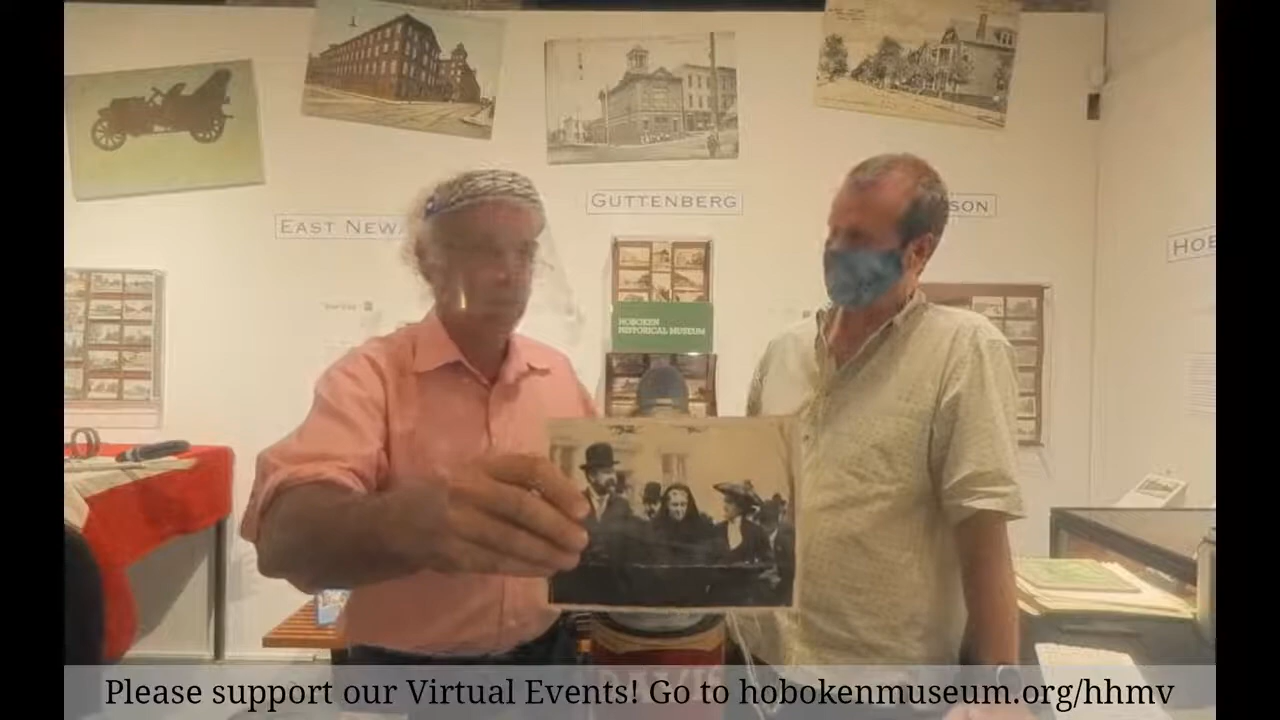 GUTTENBERG
SON
EAST NEWA
HOB
HOBOKEN
HISTORICAL MUSEUM
Please support our Virtual Events! Go to hobokenmuseum.org/hhmv